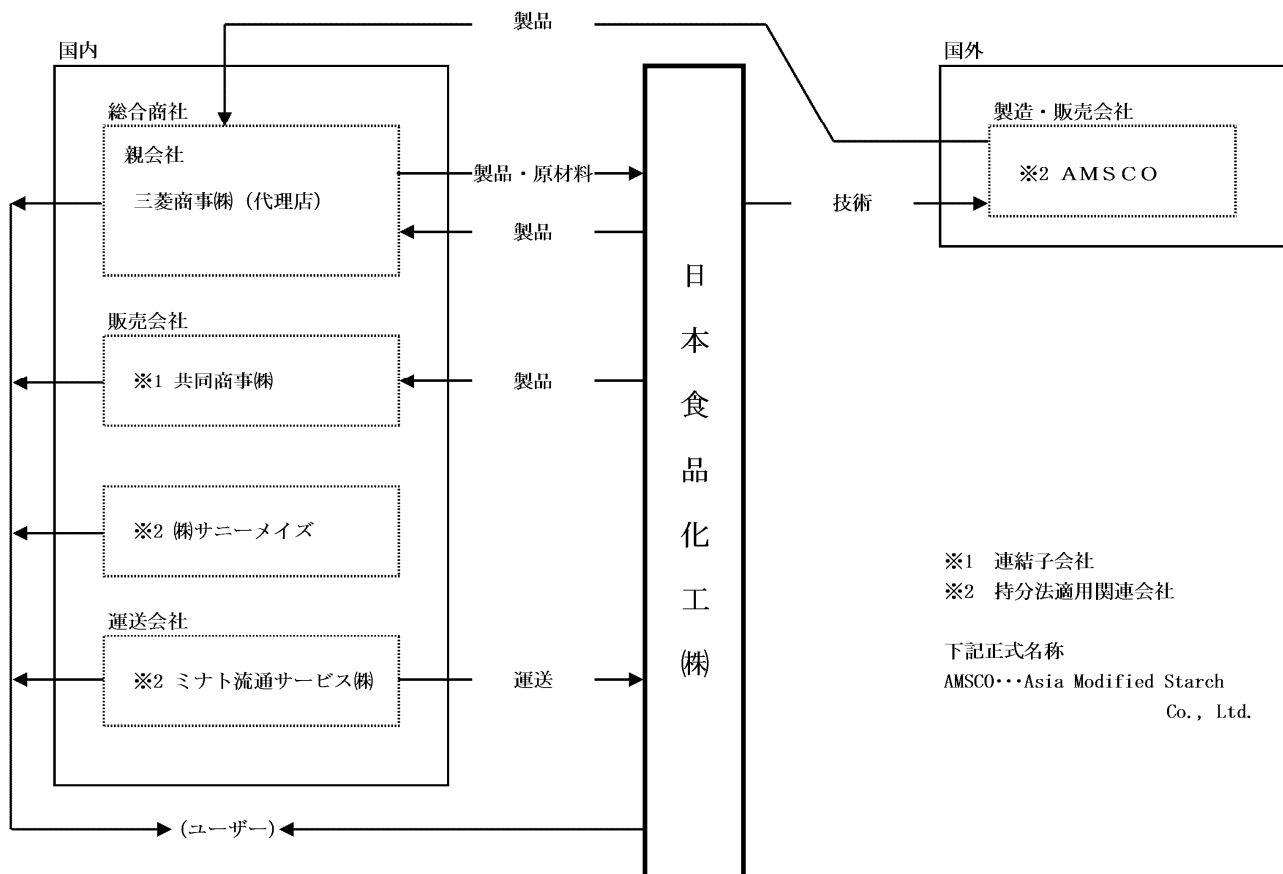 製品
国内
国外
総合商社
親会社
三菱商事㈱（代理店）
製品・原材料
製品
製造・販売会社
※2 ＡＭＳＣＯ
技術
販売会社
※1 共同商事㈱
製品
※2 ㈱サニーメイズ
運送会社
※2 ミナト流通サービス㈱
運送
日本食品化工㈱
(ユーザー)
※1　連結子会社
※2　持分法適用関連会社
下記正式名称
AMSCO･･･Asia Modified Starch
Co., Ltd.